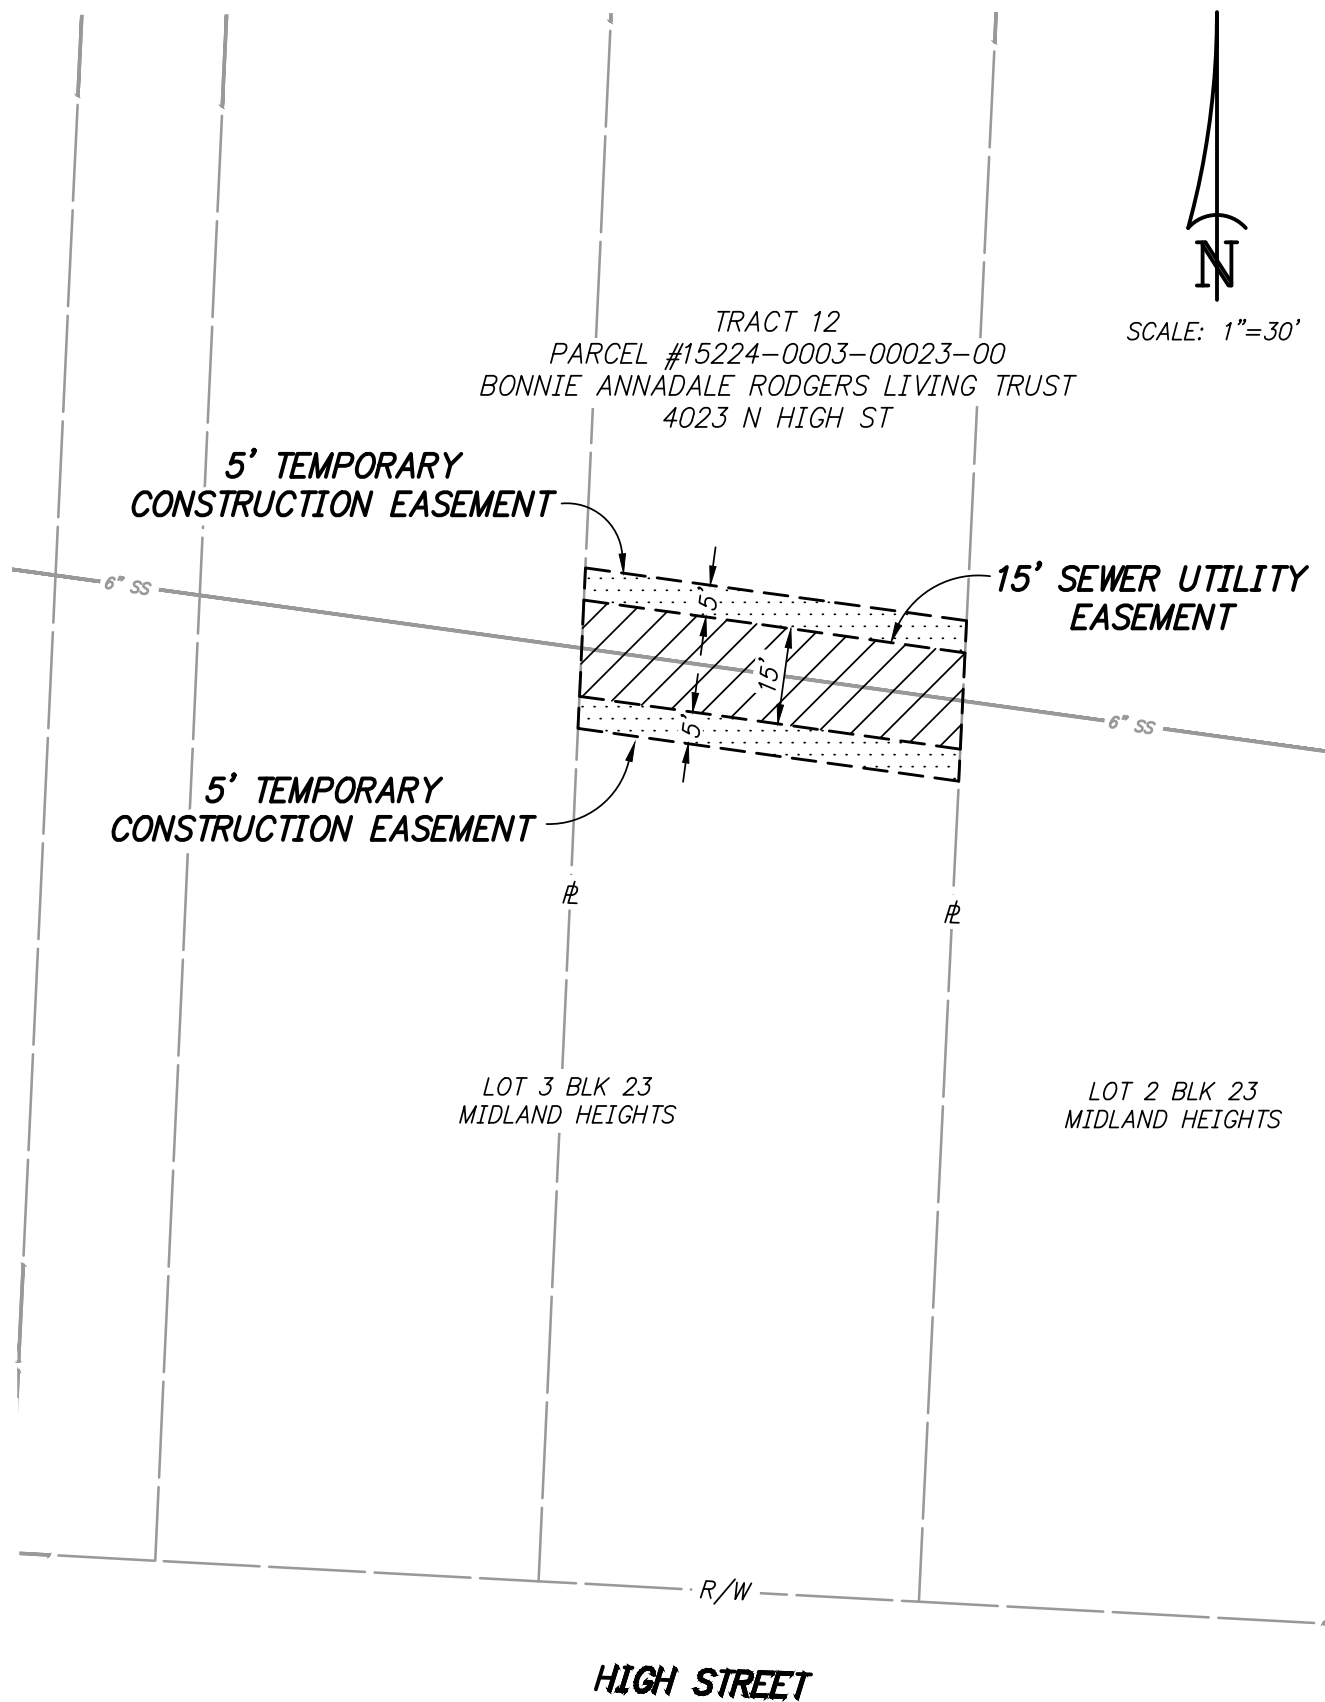 N
SCALE: 1"=30'
TRACT 12
PARCEL #15224-0003-00023-00
BONNIE ANNADALE RODGERS LIVING TRUST
4023 N HIGH ST
5' TEMPORARY
CONSTRUCTION EASEMENT
15' SEWER UTILITY
EASEMENT
6" SS
5'
15'
5'
6" SS
5' TEMPORARY
CONSTRUCTION EASEMENT
PL
PL
LOT 3 BLK 23
MIDLAND HEIGHTS
LOT 2 BLK 23
MIDLAND HEIGHTS
R/W
HIGH STREET